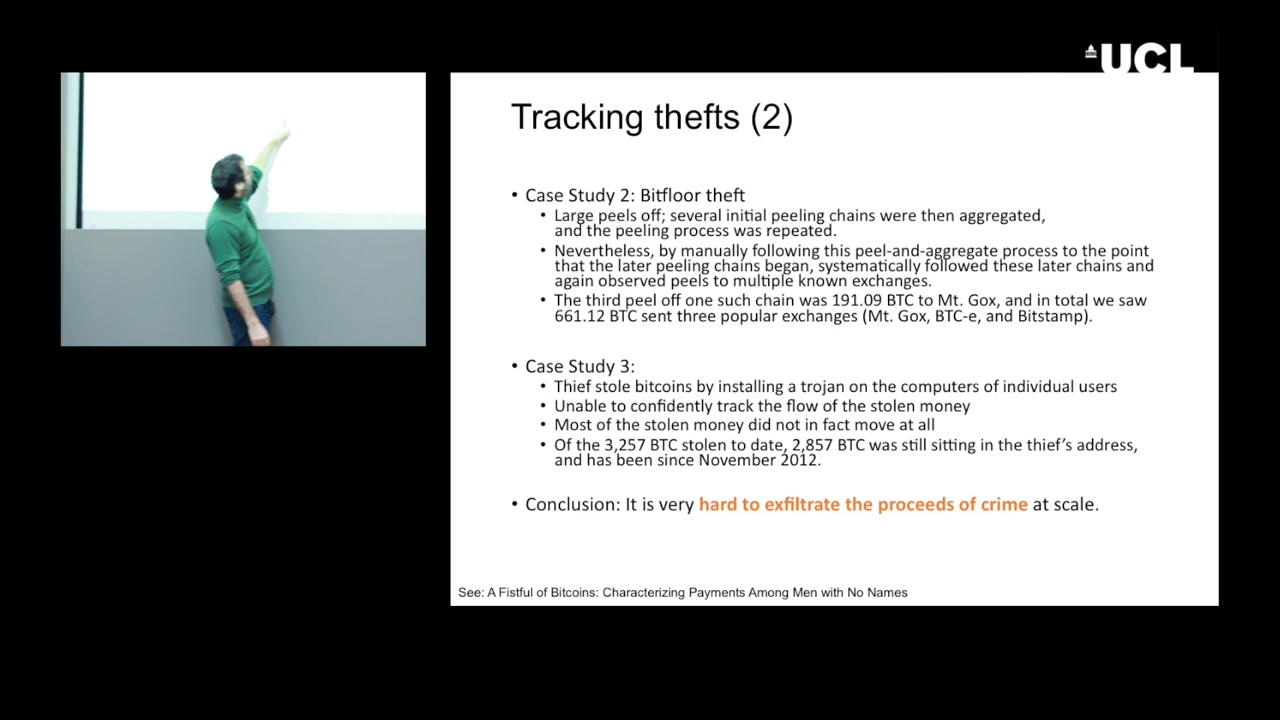 UCL
Tracking thefts (2)
• Case Study 2: Bitfloor theft
• Large peels off; several initial peeling chains were then aggregated,
and the peeling process was repeated.
• Nevertheless, by manually following this peel-and-aggregate process to the point
that the later peeling chains began, systematically followed these later chains and
again observed peels to multiple known exchanges.
• The third peel off one such chain was 191.09 BTC to Mt. Gox, and in total we saw
661.12 BTC sent three popular exchanges (Mt. Gox, BTC-e, and Bitstamp).
• Case Study 3:
• Thief stole bitcoins by installing a trojan on the computers of individual users
• Unable to confidently track the flow of the stolen money
• Most of the stolen money did not in fact move at all
• Of the 3,257 BTC stolen to date, 2,857 BTC was still sitting in the thief’s address,
and has been since November 2012.
• Conclusion: It is very hard to exfiltrate the proceeds of crime at scale.
See: A Fistful of Bitcoins: Characterizing Payments Among Men with No Names